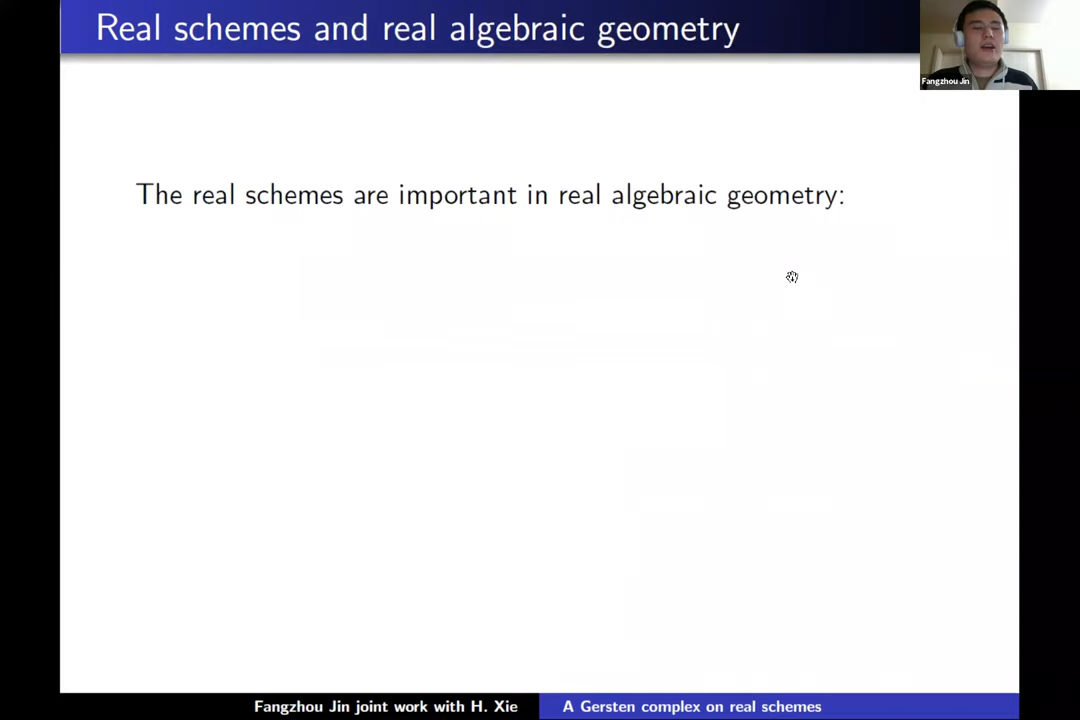 Real schemes and real algebraic geometry
Fangzhou Jin
The real schemes are important in real algebraic geometry:
Fangzhou Jin joint work with H. Xie
A Gersten complex on real schemes